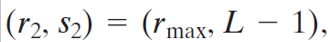 (r₂, s₂) = (r_max, L − 1),